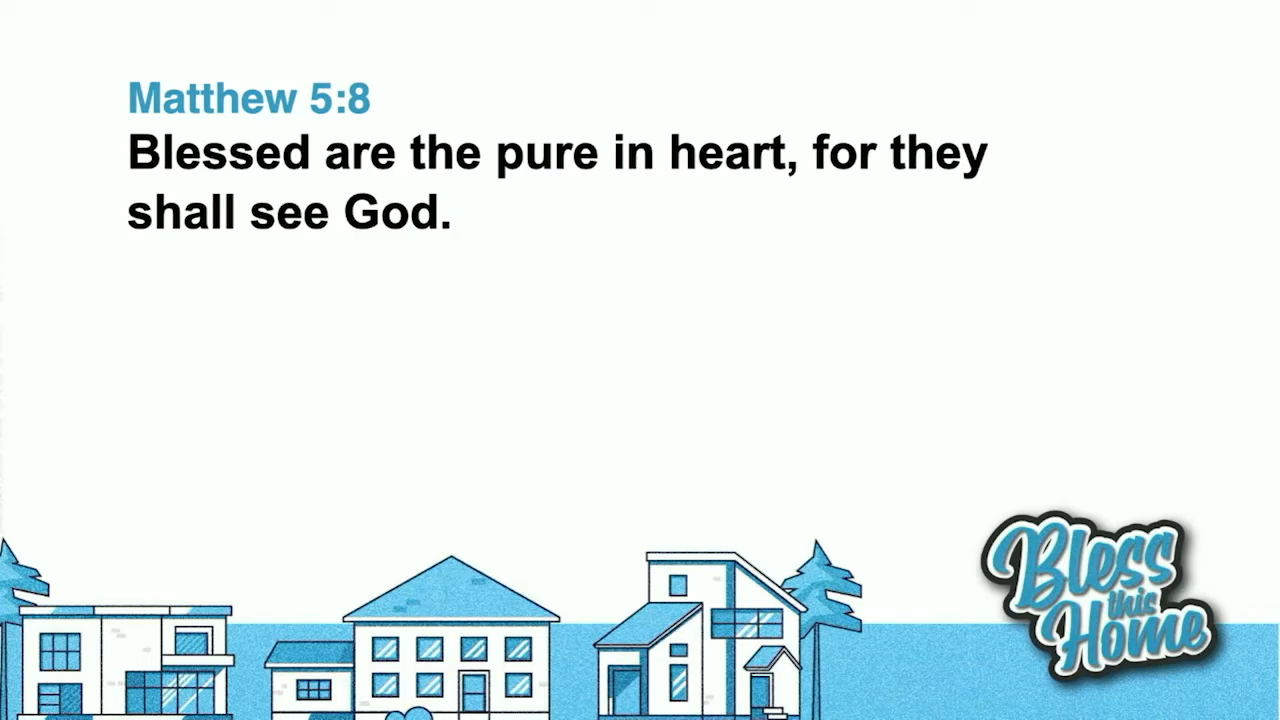 Matthew 5:8
Blessed are the pure in heart, for they
shall see God.
Bless
this
Home